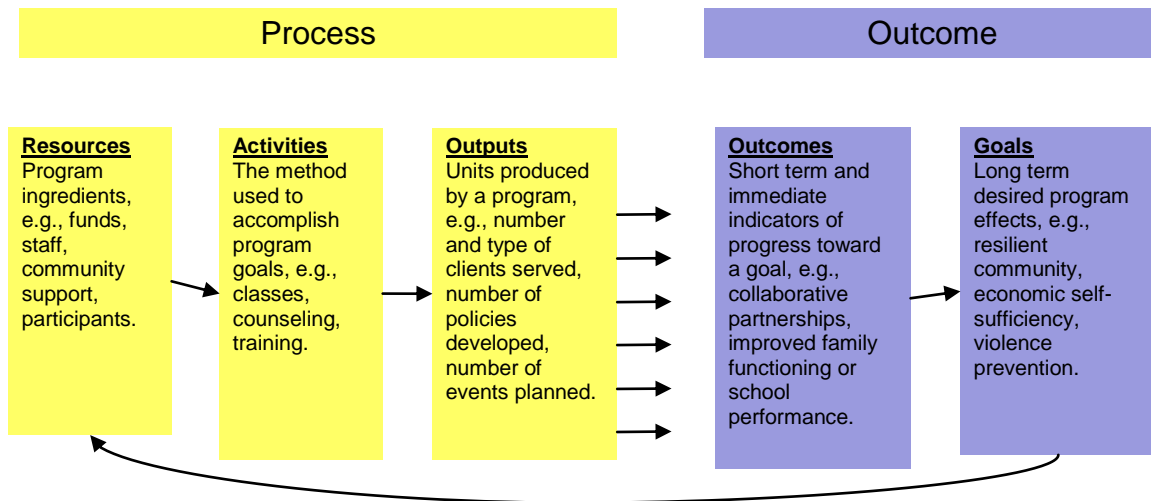 Process
Outcome
Resources
Program
ingredients,
e.g., funds,
staff,
community
support,
participants.
Activities
The method
used to
accomplish
program
goals, e.g.,
classes,
counseling,
training.
Outputs
Units produced
by a program,
e.g., number
and type of
clients served,
number of
policies
developed,
number of
events planned.
Outcomes
Short term and
immediate
indicators of
progress toward
a goal, e.g.,
collaborative
partnerships,
improved family
functioning or
school
performance.
Goals
Long term
desired program
effects, e.g.,
resilient
community,
economic self-
sufficiency,
violence
prevention.